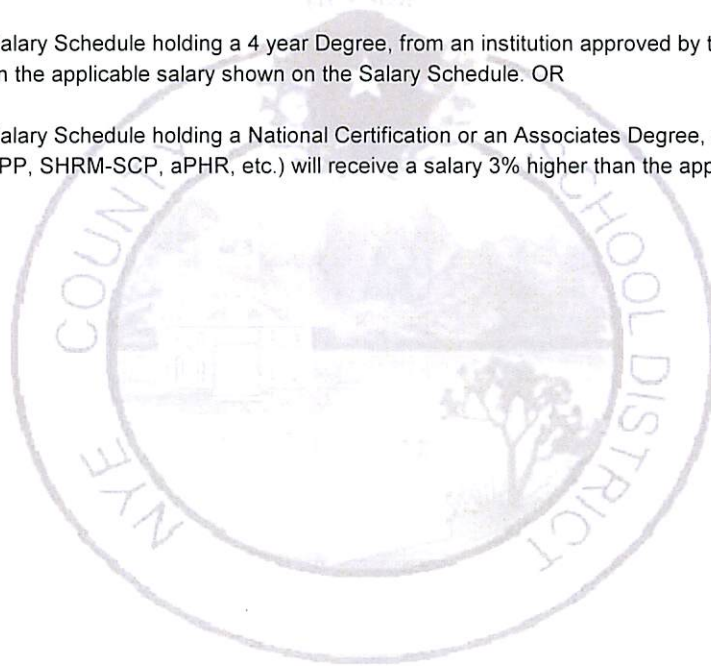 alary Schedule holding a 4 year Degree, from an institution approved by t
n the applicable salary shown on the Salary Schedule. OR
alary Schedule holding a National Certification or an Associates Degree,
PP, SHRM-SCP, aPHR, etc.) will receive a salary 3% higher than the app
NYE COUNTY SCHOOL DISTRICT